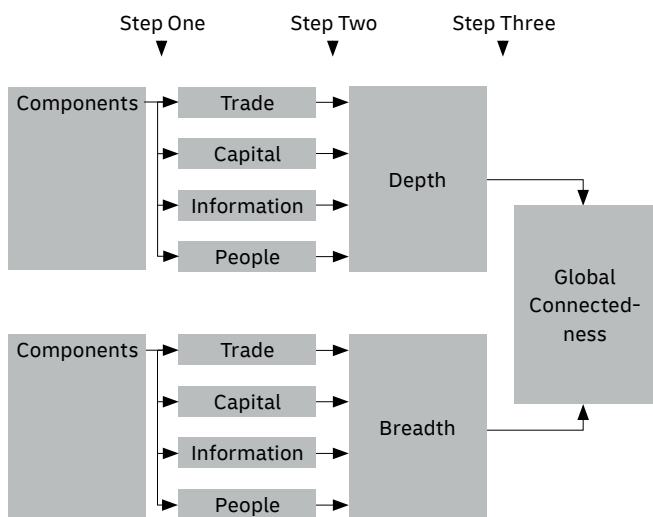 Step One
Step Two
Step Three
Components
Trade
Capital
Information
People
Depth
Global
Connected-
ness
Components
Trade
Capital
Information
People
Breadth